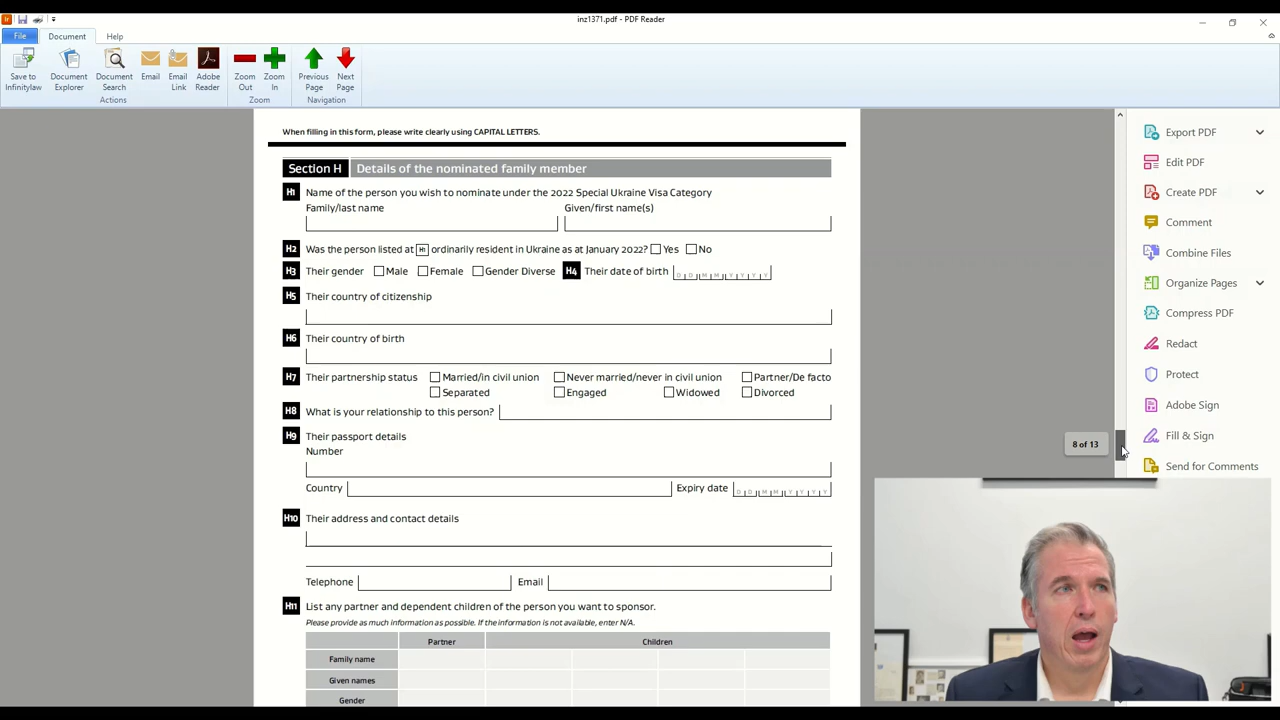 inz1371.pdf - PDF Reader
File
Document
Help
Save to Infinitylaw
Document Explorer
Document Search
Email
Email Link
Adobe Reader
Zoom Out
Zoom In
Previous Page
Next Page
Actions
Zoom
Navigation
When filling in this form, please write clearly using CAPITAL LETTERS.
Section H Details of the nominated family member
H1 Name of the person you wish to nominate under the 2022 Special Ukraine Visa Category
Family/last name Given/first name(s)
H2 Was the person listed at H1 ordinarily resident in Ukraine as at January 2022? Yes No
H3 Their gender Male Female Gender Diverse H4 Their date of birth D D M M Y Y Y Y
H5 Their country of citizenship
H6 Their country of birth
H7 Their partnership status Married/in civil union Never married/never in civil union Partner/De facto
Separated Engaged Widowed Divorced
H8 What is your relationship to this person?
H9 Their passport details
Number
Country Expiry date D D M M Y Y Y Y
H10 Their address and contact details
Telephone Email
H11 List any partner and dependent children of the person you want to sponsor.
Please provide as much information as possible. If the information is not available, enter N/A.
Partner Children
Family name
Given names
Gender
8 of 13
Export PDF
Edit PDF
Create PDF
Comment
Combine Files
Organize Pages
Compress PDF
Redact
Protect
Adobe Sign
Fill & Sign
Send for Comments